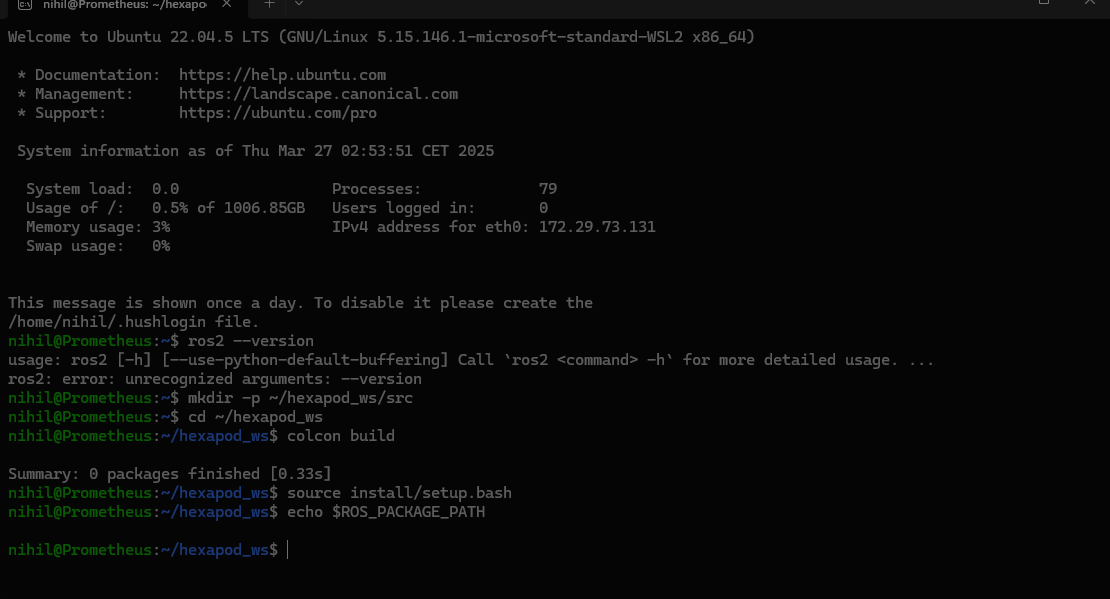 nihil@Prometheus: ~/hexapo
Welcome to Ubuntu 22.04.5 LTS (GNU/Linux 5.15.146.1-microsoft-standard-WSL2 x86_64)
* Documentation:  https://help.ubuntu.com
* Management:     https://landscape.canonical.com
* Support:        https://ubuntu.com/pro
System information as of Thu Mar 27 02:53:51 CET 2025
System load:  0.0                 Processes:             79
Usage of /:   0.5% of 1006.85GB   Users logged in:       0
Memory usage: 3%                  IPv4 address for eth0: 172.29.73.131
Swap usage:   0%
This message is shown once a day. To disable it please create the
/home/nihil/.hushlogin file.
nihil@Prometheus:~$ ros2 --version
usage: ros2 [-h] [--use-python-default-buffering] Call `ros2 <command> -h` for more detailed usage. ...
ros2: error: unrecognized arguments: --version
nihil@Prometheus:~$ mkdir -p ~/hexapod_ws/src
nihil@Prometheus:~$ cd ~/hexapod_ws
nihil@Prometheus:~/hexapod_ws$ colcon build
Summary: 0 packages finished [0.33s]
nihil@Prometheus:~/hexapod_ws$ source install/setup.bash
nihil@Prometheus:~/hexapod_ws$ echo $ROS_PACKAGE_PATH
nihil@Prometheus:~/hexapod_ws$